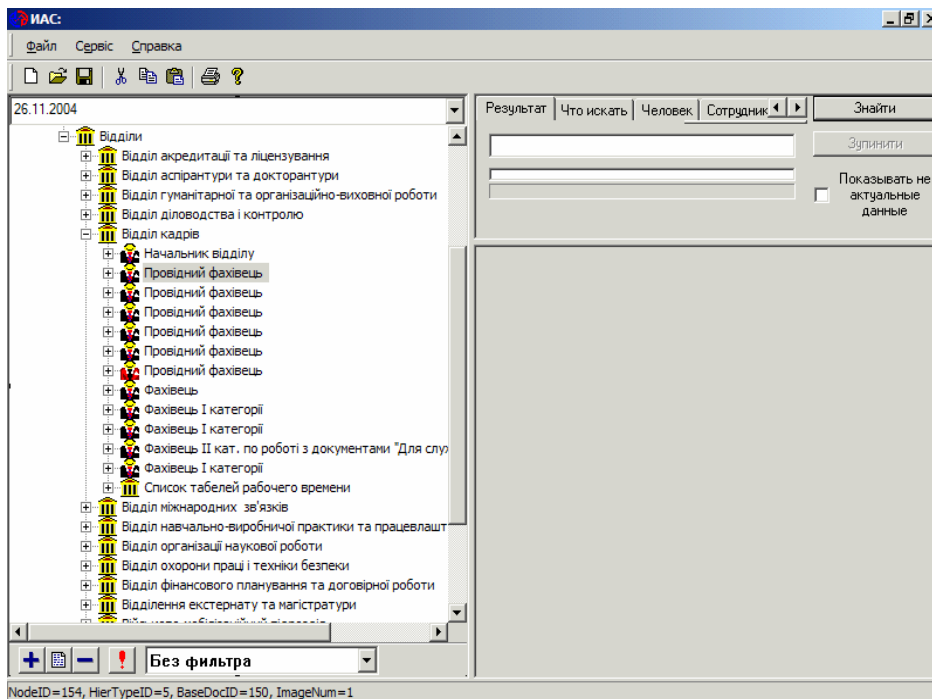 ИАС:
Файл Сервіс Справка
26.11.2004
Відділи
Відділ акредитації та ліцензування
Відділ аспірантури та докторантури
Відділ гуманітарної та організаційно-виховної роботи
Відділ діловодства і контролю
Відділ кадрів
Начальник відділу
Провідний фахівець
Провідний фахівець
Провідний фахівець
Провідний фахівець
Провідний фахівець
Провідний фахівець
Фахівець
Фахівець І категорії
Фахівець І категорії
Фахівець ІІ кат. по роботі з документами "Для слу
Фахівець І категорії
Список табелей рабочего времени
Відділ міжнародних зв'язків
Відділ навчально-виробничої практики та працевлашт
Відділ організації наукової роботи
Відділ охорони праці і техніки безпеки
Відділ фінансового планування та договірної роботи
Відділення екстернату та магістратури
Без фильтра
NodeID=154, HierTypeID=5, BaseDocID=150, ImageNum=1
Результат Что искать Человек Сотрудник
Знайти
Зупинити
Показывать не
актуальные
данные